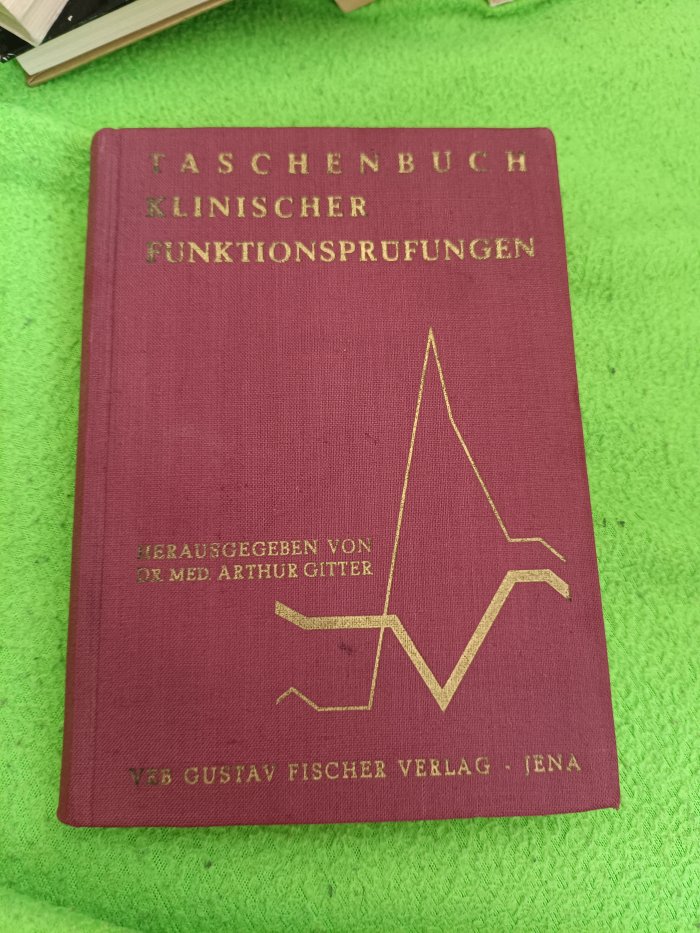 TASCHENBUCH
KLINISCHER
FUNKTIONSPRÜFUNGEN
HERAUSGEGEBEN VON
DR. MED. ARTHUR GITTER
VEB GUSTAV FISCHER VERLAG · JENA